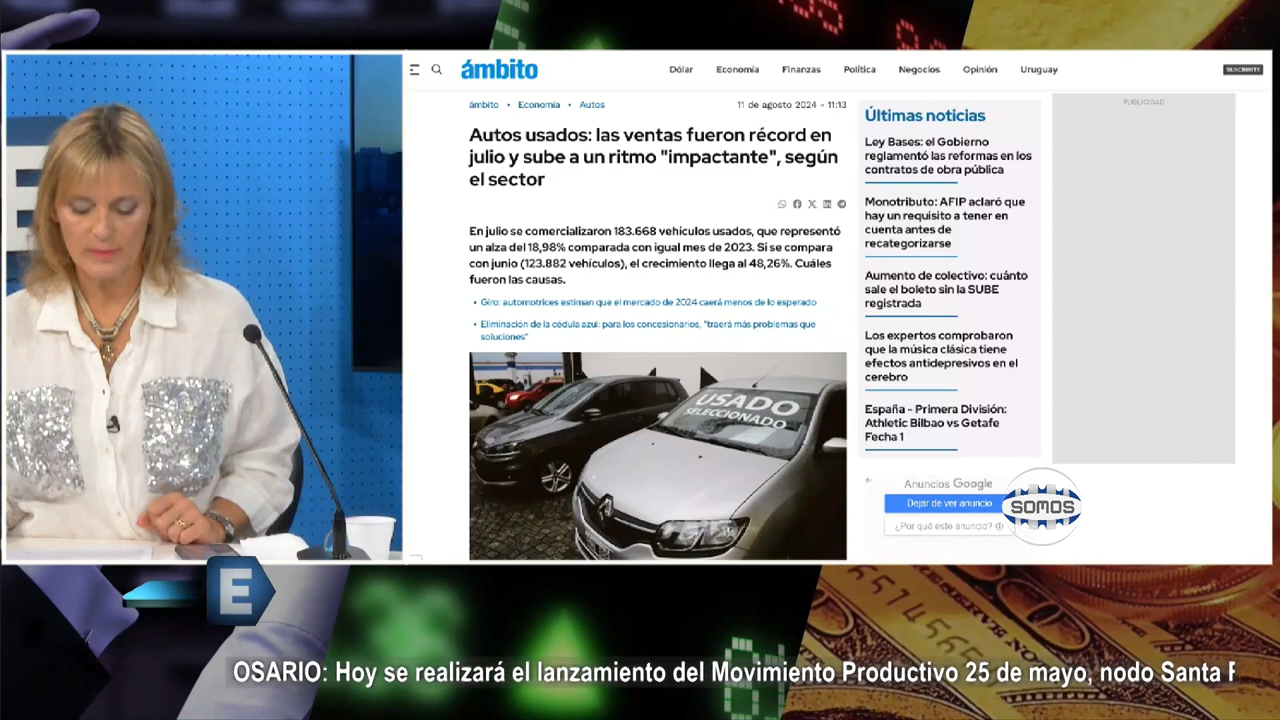 ámbito
Dólar Economía Finanzas Política Negocios Opinión Uruguay
SUSCRIBITE
ámbito • Economía • Autos
11 de agosto 2024 - 11:13
Autos usados: las ventas fueron récord en
julio y sube a un ritmo "impactante", según
el sector
En julio se comercializaron 183.668 vehículos usados, que representó
un alza del 18,98% comparada con igual mes de 2023. Si se compara
con junio (123.882 vehículos), el crecimiento llega al 48,26%. Cuáles
fueron las causas.
• Giro: automotrices estiman que el mercado de 2024 caerá menos de lo esperado
• Eliminación de la cédula azul: para los concesionarios, "traerá más problemas que
soluciones"
USADO
SELECCIONADO
Últimas noticias
Ley Bases: el Gobierno
reglamentó las reformas en los
contratos de obra pública
Monotributo: AFIP aclaró que
hay un requisito a tener en
cuenta antes de
recategorizarse
Aumento de colectivo: cuánto
sale el boleto sin la SUBE
registrada
Los expertos comprobaron
que la música clásica tiene
efectos antidepresivos en el
cerebro
España - Primera División:
Athletic Bilbao vs Getafe
Fecha 1
PUBLICIDAD
Anuncios Google
Dejar de ver anuncio
¿Por qué este anuncio?
SOMOS
E
E
OSARIO: Hoy se realizará el lanzamiento del Movimiento Productivo 25 de mayo, nodo Santa F